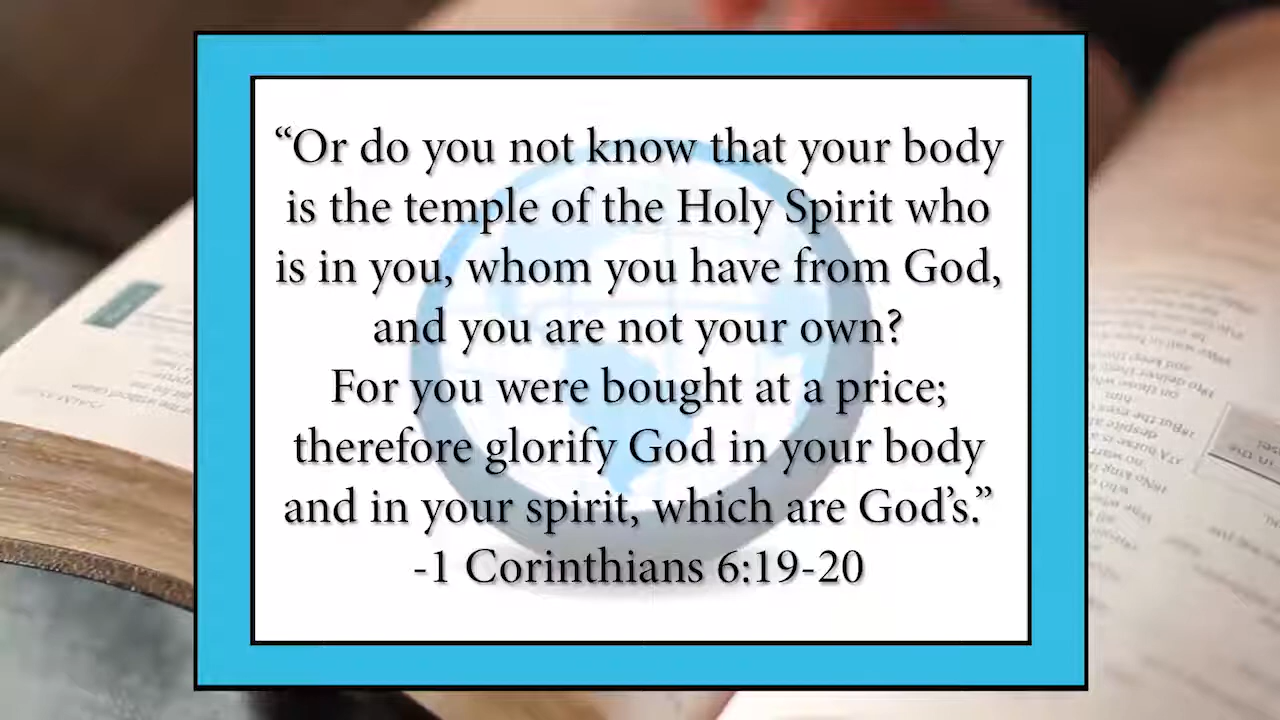 “Or do you not know that your body
is the temple of the Holy Spirit who
is in you, whom you have from God,
and you are not your own?
For you were bought at a price;
therefore glorify God in your body
and in your spirit, which are God’s.”
-1 Corinthians 6:19-20